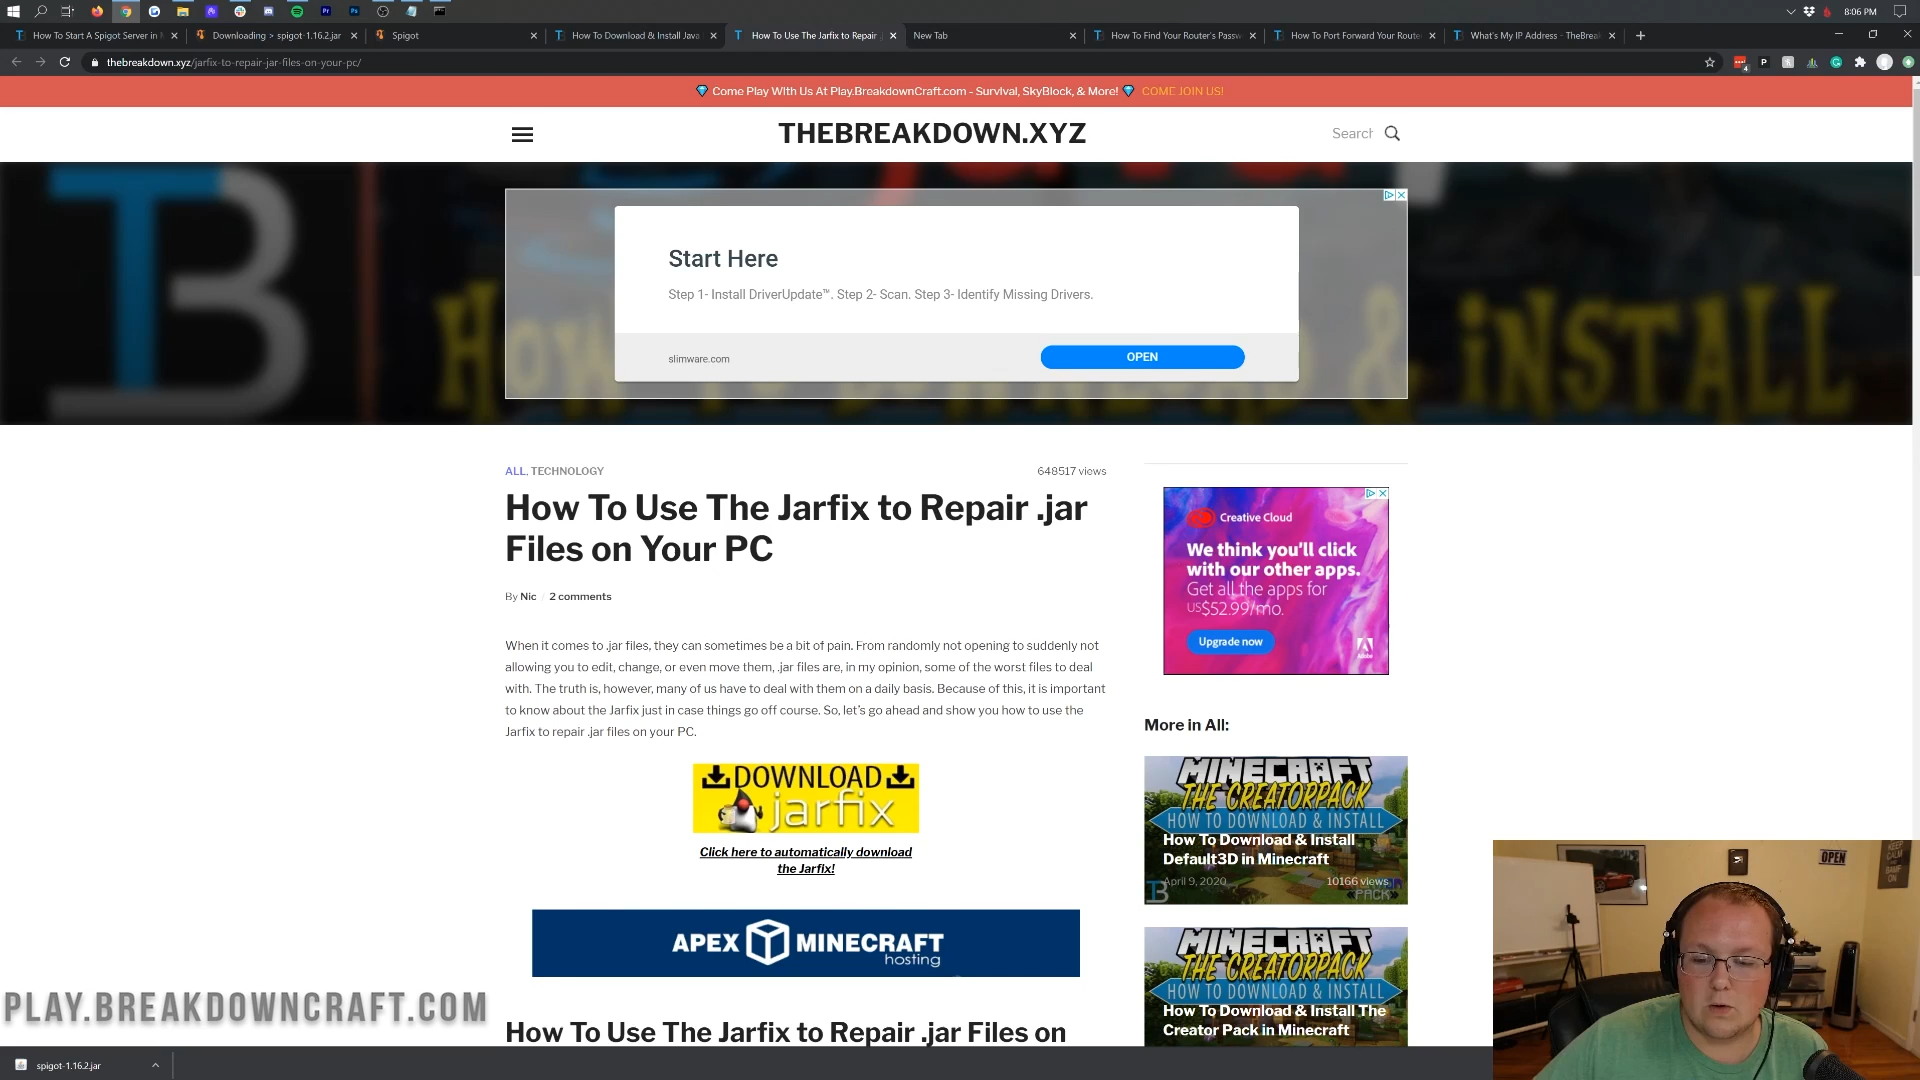 8:06 PM
How To Start A Spigot Server in
Downloading > spigot-1.16.2.jar
Spigot
How To Download & Install Java
How To Use The Jarfix to Repair .
New Tab
How To Find Your Router's Passw
How To Port Forward Your Route
What's My IP Address - TheBreak
thebreakdown.xyz/jarfix-to-repair-jar-files-on-your-pc/
Come Play With Us At Play.BreakdownCraft.com - Survival, SkyBlock, & More! COME JOIN US!
THEBREAKDOWN.XYZ
Search
Start Here
Step 1- Install DriverUpdate™. Step 2- Scan. Step 3- Identify Missing Drivers.
slimware.com
OPEN
HOW TO DOWNLOAD & iNSTALL
ALL, TECHNOLOGY
648517 views
How To Use The Jarfix to Repair .jar
Files on Your PC
By Nic / 2 comments
When it comes to .jar files, they can sometimes be a bit of pain. From randomly not opening to suddenly not
allowing you to edit, change, or even move them, .jar files are, in my opinion, some of the worst files to deal
with. The truth is, however, many of us have to deal with them on a daily basis. Because of this, it is important
to know about the Jarfix just in case things go off course. So, let's go ahead and show you how to use the
Jarfix to repair .jar files on your PC.
DOWNLOAD
jarfix
Click here to automatically download
the Jarfix!
APEX MINECRAFT
hosting
How To Use The Jarfix to Repair .jar Files on
Creative Cloud
We think you'll click
with our other apps.
Get all the apps for
US$52.99/mo.
Upgrade now
Adobe
More in All:
MINECRAFT
THE CREATORPACK
HOW TO DOWNLOAD & INSTALL
How To Download & Install
Default3D in Minecraft
April 9, 2020
10166 views
PACK
MINECRAFT
THE CREATORPACK
HOW TO DOWNLOAD & INSTALL
How To Download & Install The
Creator Pack in Minecraft
OPEN
KEEP
CALM
AND
PLAY.BREAKDOWNCRAFT.COM
spigot-1.16.2.jar